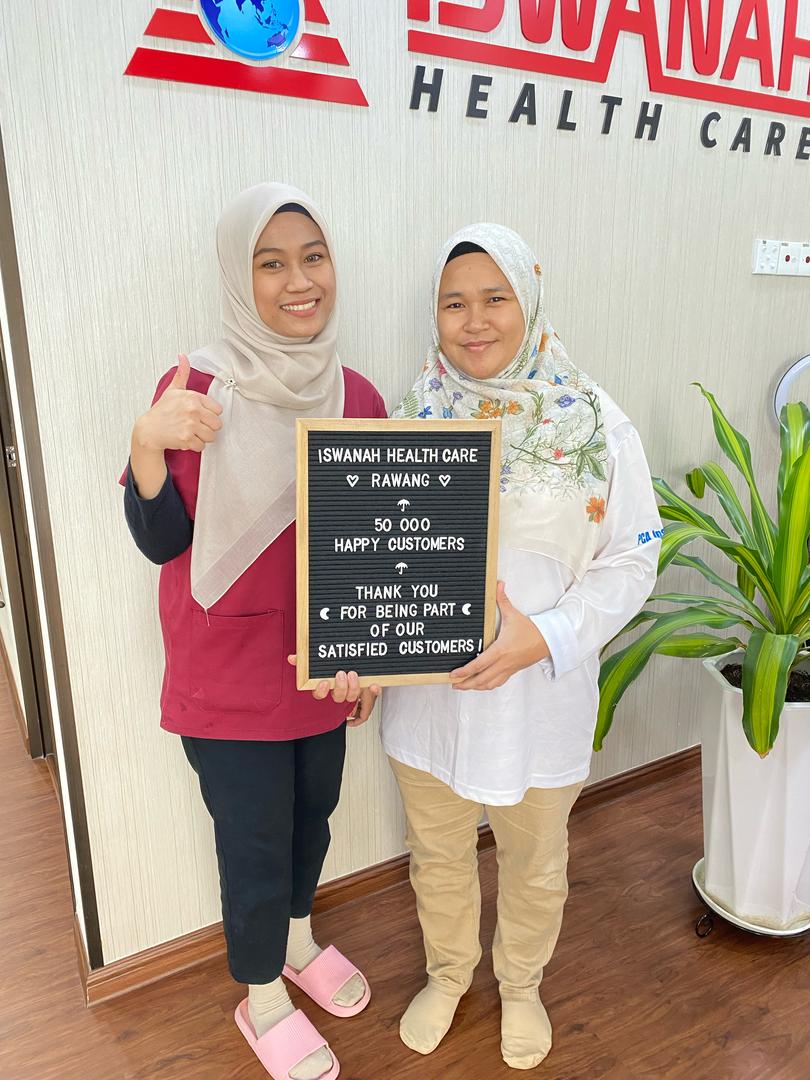 ISWANAH
HEALTH CARE
ISWANAH HEALTH CARE
♡ RAWANG ♡
☂
50 000
HAPPY CUSTOMERS
☂
THANK YOU
☾ FOR BEING PART ☾
OF OUR
SATISFIED CUSTOMERS!